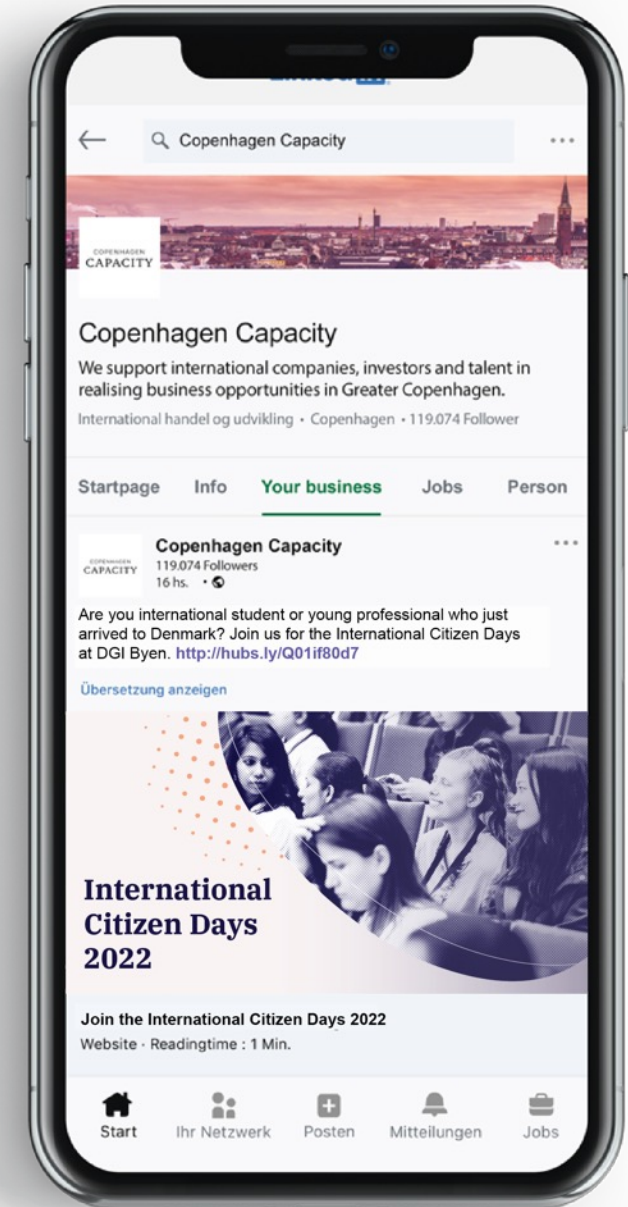 Copenhagen Capacity
COPENHAGEN
CAPACITY
Copenhagen Capacity
We support international companies, investors and talent in
realising business opportunities in Greater Copenhagen.
International handel og udvikling • Copenhagen • 119.074 Follower
Startpage Info Your business Jobs Person
COPENHAGEN
CAPACITY
Copenhagen Capacity
119.074 Followers
16 hs. •
Are you international student or young professional who just
arrived to Denmark? Join us for the International Citizen Days
at DGI Byen. http://hubs.ly/Q01if80d7
Übersetzung anzeigen
International
Citizen Days
2022
Join the International Citizen Days 2022
Website · Readingtime : 1 Min.
Start Ihr Netzwerk Posten Mitteilungen Jobs